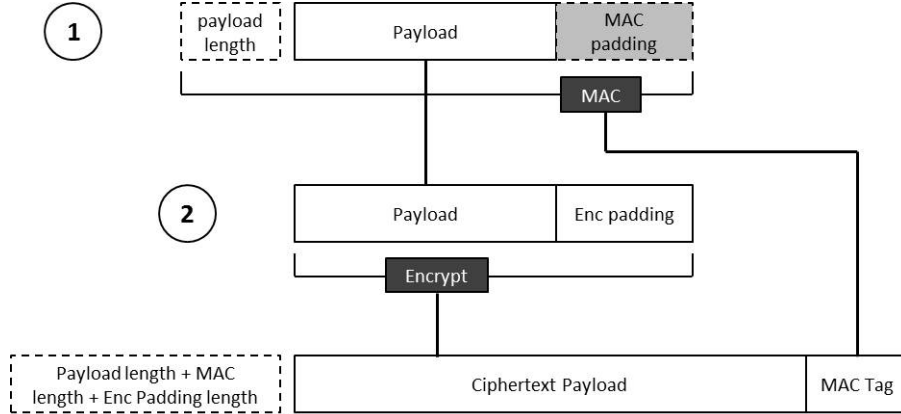 1
payload
length
Payload
MAC
padding
MAC
2
Payload
Enc padding
Encrypt
Payload length + MAC
length + Enc Padding length
Ciphertext Payload
MAC Tag